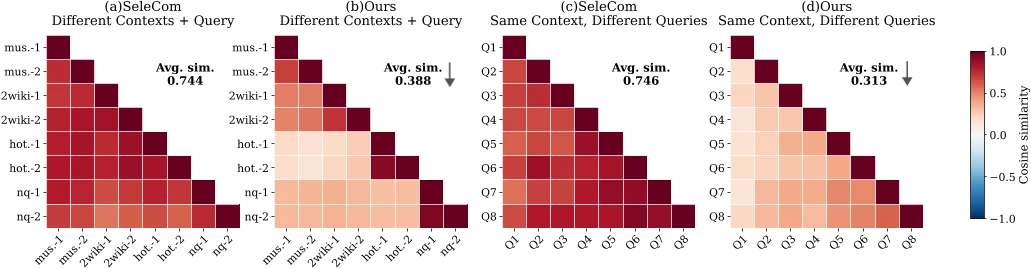 (a)SeleCom
Different Contexts + Query
mus.-1
mus.-2
2wiki-1
2wiki-2
hot.-1
hot.-2
nq-1
nq-2
Avg. sim.
0.744
mus.-1 mus.-2 2wiki-1 2wiki-2 hot.-1 hot.-2 nq-1 nq-2
(b)Ours
Different Contexts + Query
mus.-1
mus.-2
2wiki-1
2wiki-2
hot.-1
hot.-2
nq-1
nq-2
Avg. sim.
0.388
mus.-1 mus.-2 2wiki-1 2wiki-2 hot.-1 hot.-2 nq-1 nq-2
(c)SeleCom
Same Context, Different Queries
Q1
Q2
Q3
Q4
Q5
Q6
Q7
Q8
Avg. sim.
0.746
Q1 Q2 Q3 Q4 Q5 Q6 Q7 Q8
(d)Ours
Same Context, Different Queries
Q1
Q2
Q3
Q4
Q5
Q6
Q7
Q8
Avg. sim.
0.313
Q1 Q2 Q3 Q4 Q5 Q6 Q7 Q8
1.0
0.5
0.0
−0.5
−1.0
Cosine similarity